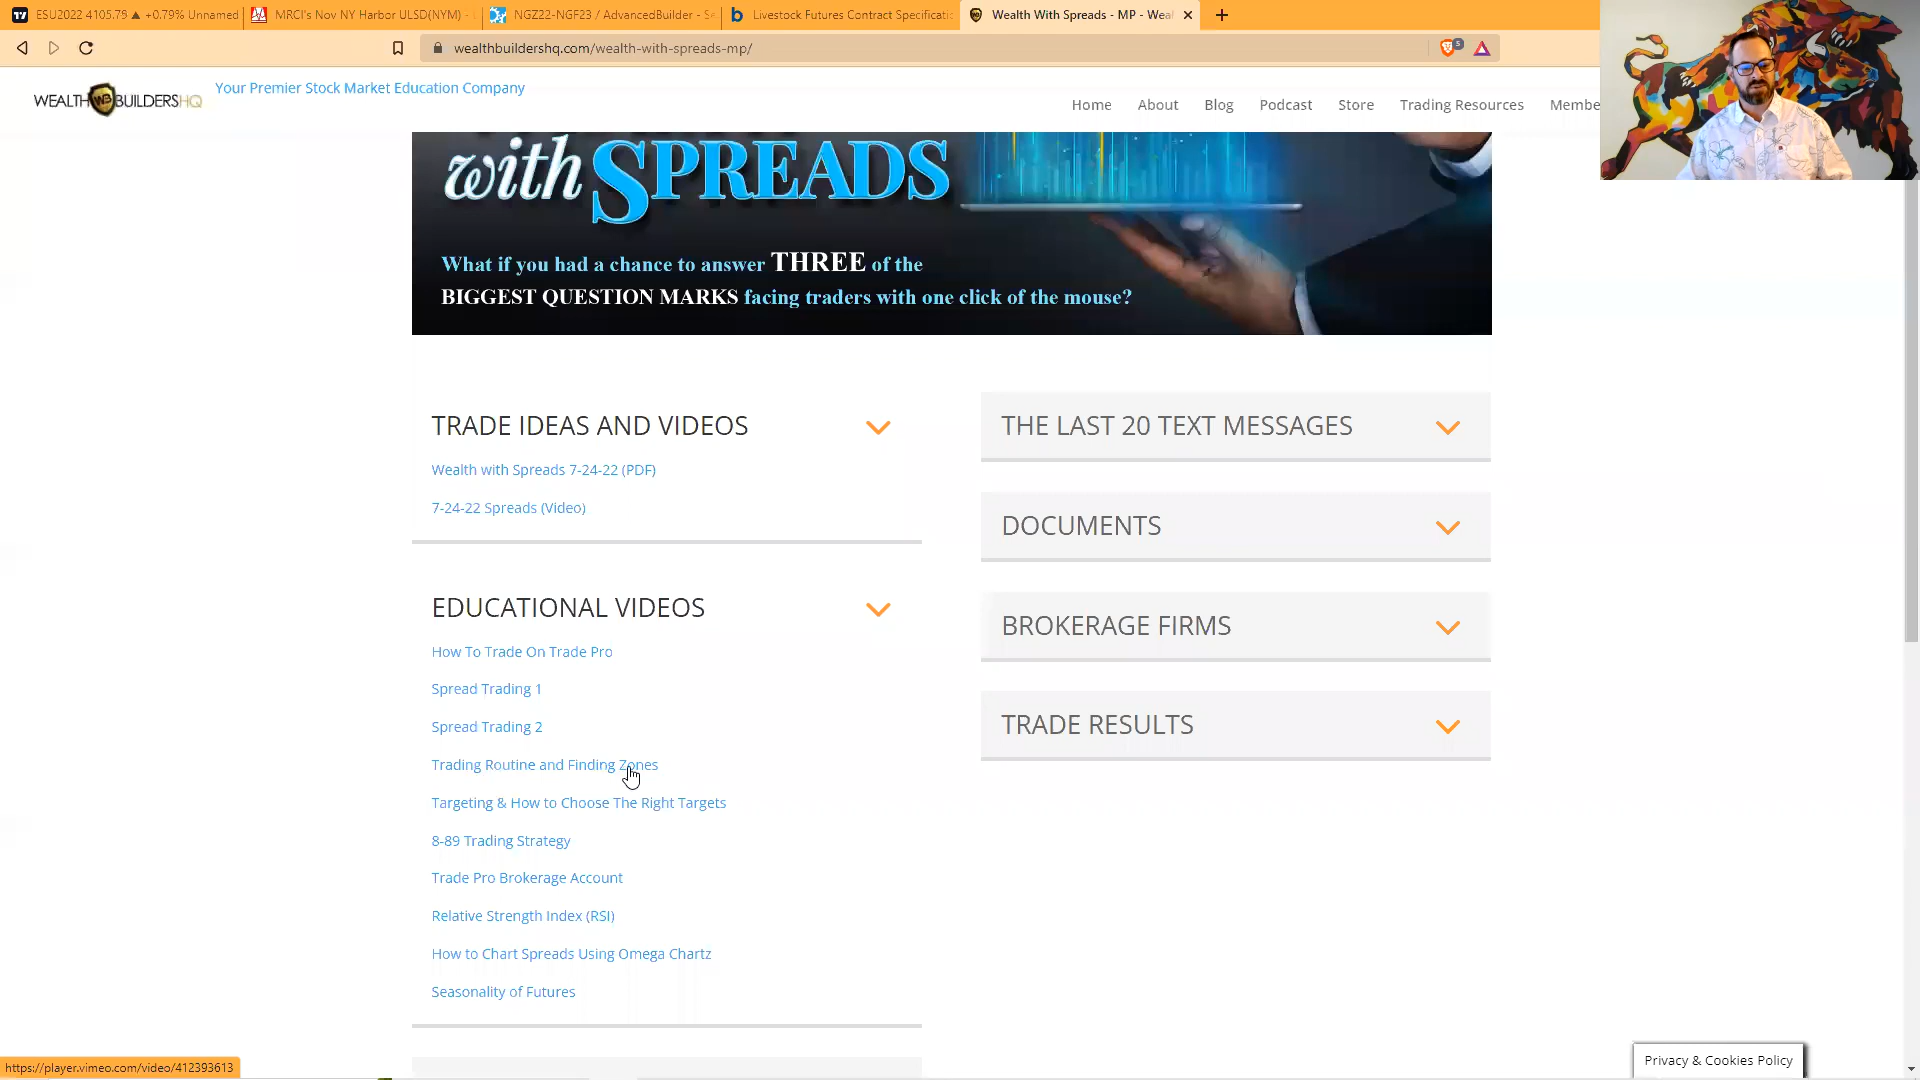 ESU2022 4105.79 ▲ +0.79% Unnamed
MRCI's Nov NY Harbor ULSD(NYM) -
NGZ22-NGF23 / AdvancedBuilder - Se
Livestock Futures Contract Specificatic
Wealth With Spreads - MP - Weal
wealthbuildershq.com/wealth-with-spreads-mp/
5
WEALTH WB BUILDERSHQ
Your Premier Stock Market Education Company
Home
About
Blog
Podcast
Store
Trading Resources
Membe
with SPREADS
What if you had a chance to answer THREE of the
BIGGEST QUESTION MARKS facing traders with one click of the mouse?
TRADE IDEAS AND VIDEOS
Wealth with Spreads 7-24-22 (PDF)
7-24-22 Spreads (Video)
EDUCATIONAL VIDEOS
How To Trade On Trade Pro
Spread Trading 1
Spread Trading 2
Trading Routine and Finding Zones
Targeting & How to Choose The Right Targets
8-89 Trading Strategy
Trade Pro Brokerage Account
Relative Strength Index (RSI)
How to Chart Spreads Using Omega Chartz
Seasonality of Futures
THE LAST 20 TEXT MESSAGES
DOCUMENTS
BROKERAGE FIRMS
TRADE RESULTS
Privacy & Cookies Policy
https://player.vimeo.com/video/412393613